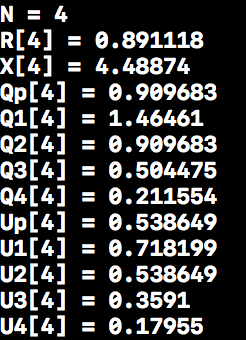 N = 4
R[4] = 0.891118
X[4] = 4.48874
Qp[4] = 0.909683
Q1[4] = 1.46461
Q2[4] = 0.909683
Q3[4] = 0.504475
Q4[4] = 0.211554
Up[4] = 0.538649
U1[4] = 0.718199
U2[4] = 0.538649
U3[4] = 0.3591
U4[4] = 0.17955